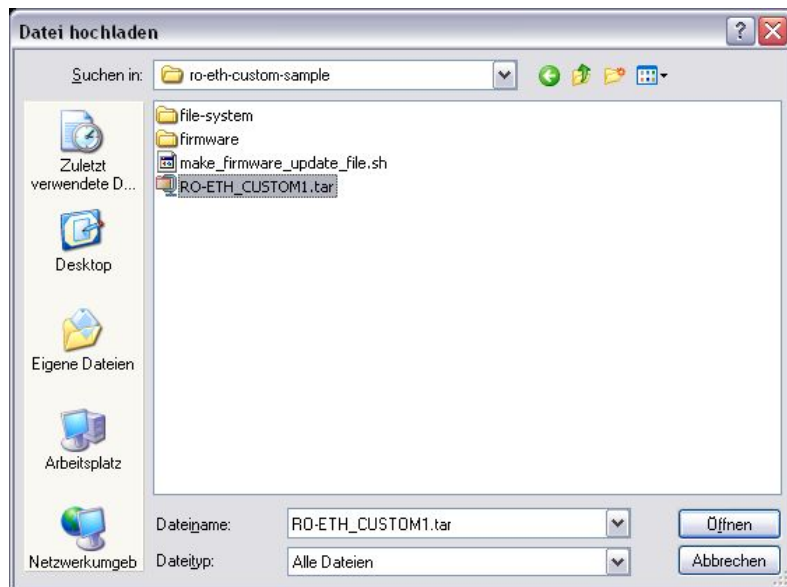 Datei hochladen
Suchen in:
ro-eth-custom-sample
file-system
firmware
make_firmware_update_file.sh
RO-ETH_CUSTOM1.tar
Zuletzt
verwendete D...
Desktop
Eigene Dateien
Arbeitsplatz
Netzwerkumgeb
Dateiname:
RO-ETH_CUSTOM1.tar
Öffnen
Dateityp:
Alle Dateien
Abbrechen